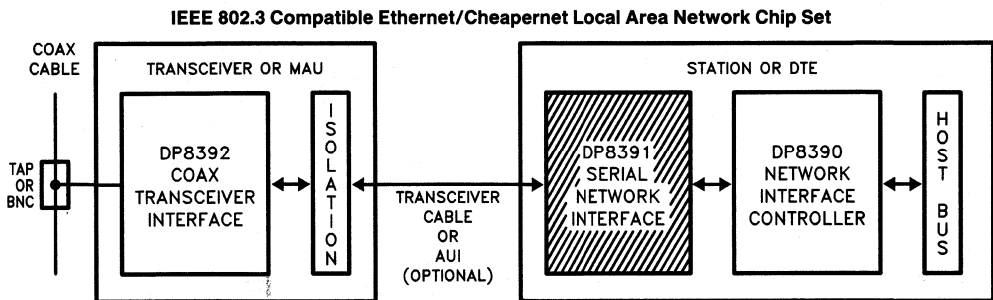 IEEE 802.3 Compatible Ethernet/Cheapernet Local Area Network Chip Set
COAX
CABLE
TRANSCEIVER OR MAU
STATION OR DTE
TAP
OR
BNC
DP8392
COAX
TRANSCEIVER
INTERFACE
ISOLATION
TRANSCEIVER
CABLE
OR
AUI
(OPTIONAL)
DP8391
SERIAL
NETWORK
INTERFACE
DP8390
NETWORK
INTERFACE
CONTROLLER
HOST BUS